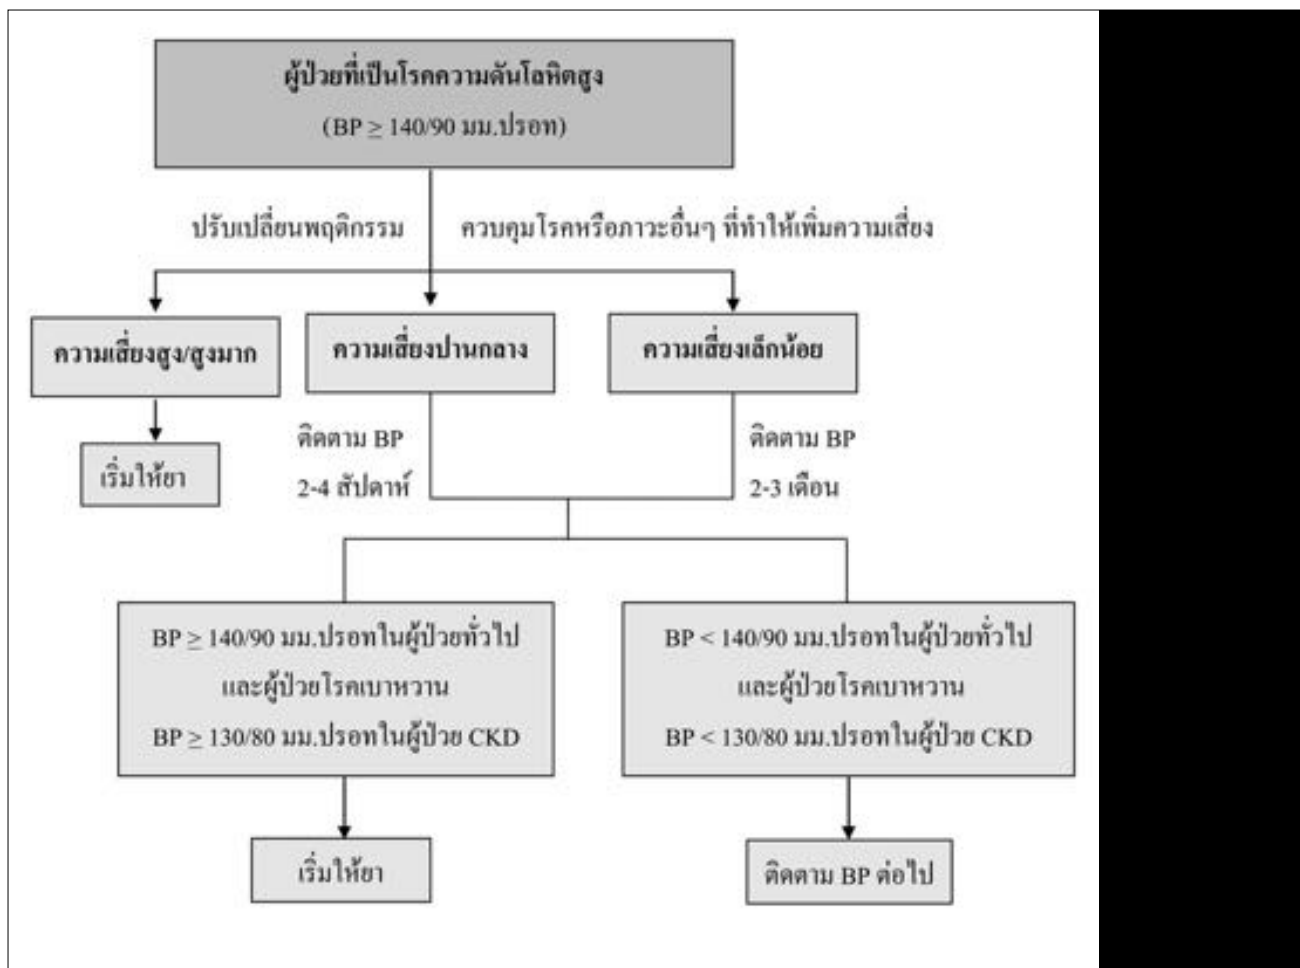 ผู้ป่วยที่เป็นโรคความดันโลหิตสูง
(BP ≥ 140/90 มม.ปรอท)
ปรับเปลี่ยนพฤติกรรม
ควบคุมโรคหรือภาวะอื่นๆ ที่ทำให้เพิ่มความเสี่ยง
ความเสี่ยงสูง/สูงมาก
ความเสี่ยงปานกลาง
ความเสี่ยงเล็กน้อย
เริ่มให้ยา
ติดตาม BP
2-4 สัปดาห์
ติดตาม BP
2-3 เดือน
BP ≥ 140/90 มม.ปรอทในผู้ป่วยทั่วไป
และผู้ป่วยโรคเบาหวาน
BP ≥ 130/80 มม.ปรอทในผู้ป่วย CKD
BP < 140/90 มม.ปรอทในผู้ป่วยทั่วไป
และผู้ป่วยโรคเบาหวาน
BP < 130/80 มม.ปรอทในผู้ป่วย CKD
เริ่มให้ยา
ติดตาม BP ต่อไป